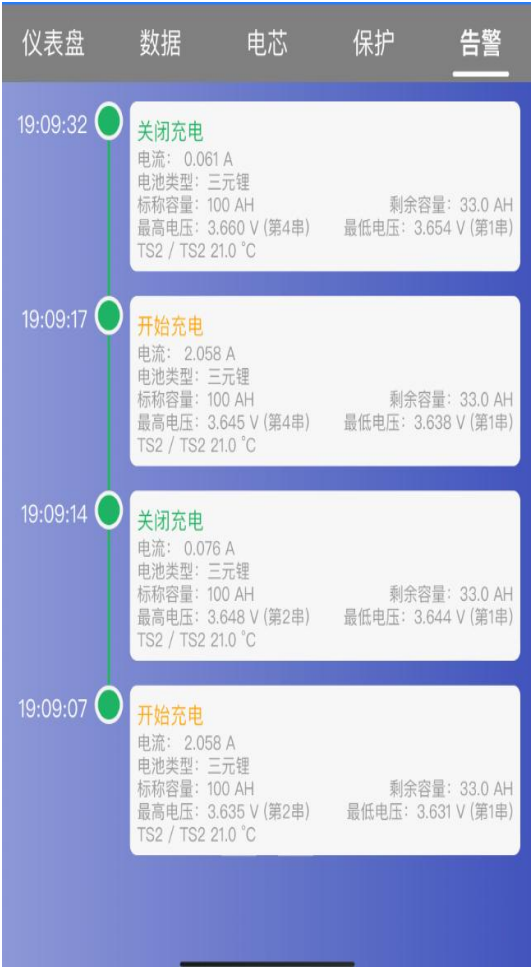 仪表盘 数据 电芯 保护 告警
19:09:32 关闭充电
电流： 0.061 A
电池类型：三元锂
标称容量：100 AH 剩余容量：33.0 AH
最高电压：3.660 V (第4串) 最低电压：3.654 V (第1串)
TS2 / TS2 21.0 °C
19:09:17 开始充电
电流： 2.058 A
电池类型：三元锂
标称容量：100 AH 剩余容量：33.0 AH
最高电压：3.645 V (第4串) 最低电压：3.638 V (第1串)
TS2 / TS2 21.0 °C
19:09:14 关闭充电
电流： 0.076 A
电池类型：三元锂
标称容量：100 AH 剩余容量：33.0 AH
最高电压：3.648 V (第2串) 最低电压：3.644 V (第1串)
TS2 / TS2 21.0 °C
19:09:07 开始充电
电流： 2.058 A
电池类型：三元锂
标称容量：100 AH 剩余容量：33.0 AH
最高电压：3.635 V (第2串) 最低电压：3.631 V (第1串)
TS2 / TS2 21.0 °C